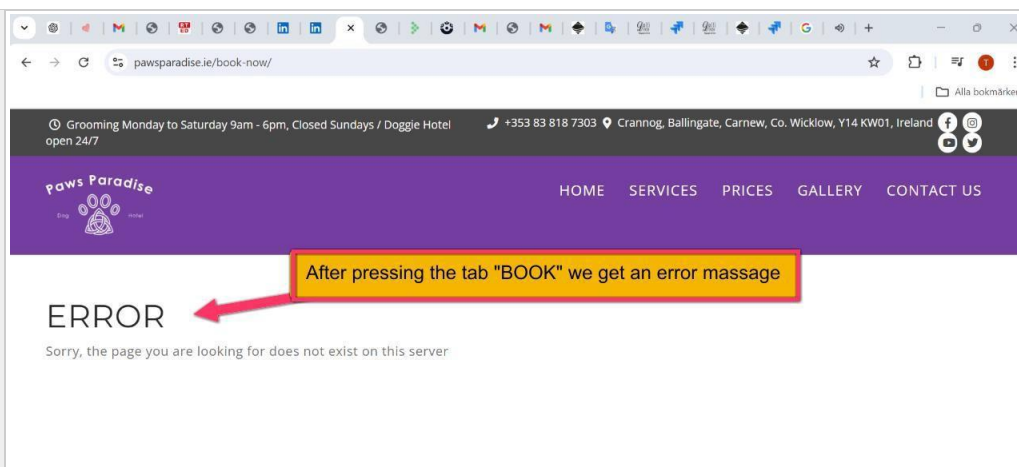 pawsparadise.ie/book-now/
Alla bokmärken
Grooming Monday to Saturday 9am - 6pm, Closed Sundays / Doggie Hotel
open 24/7
+353 83 818 7303 Crannog, Ballingate, Carnew, Co. Wicklow, Y14 KW01, Ireland
Paws Paradise
Dog Hotel
HOME SERVICES PRICES GALLERY CONTACT US
After pressing the tab "BOOK" we get an error massage
ERROR
Sorry, the page you are looking for does not exist on this server